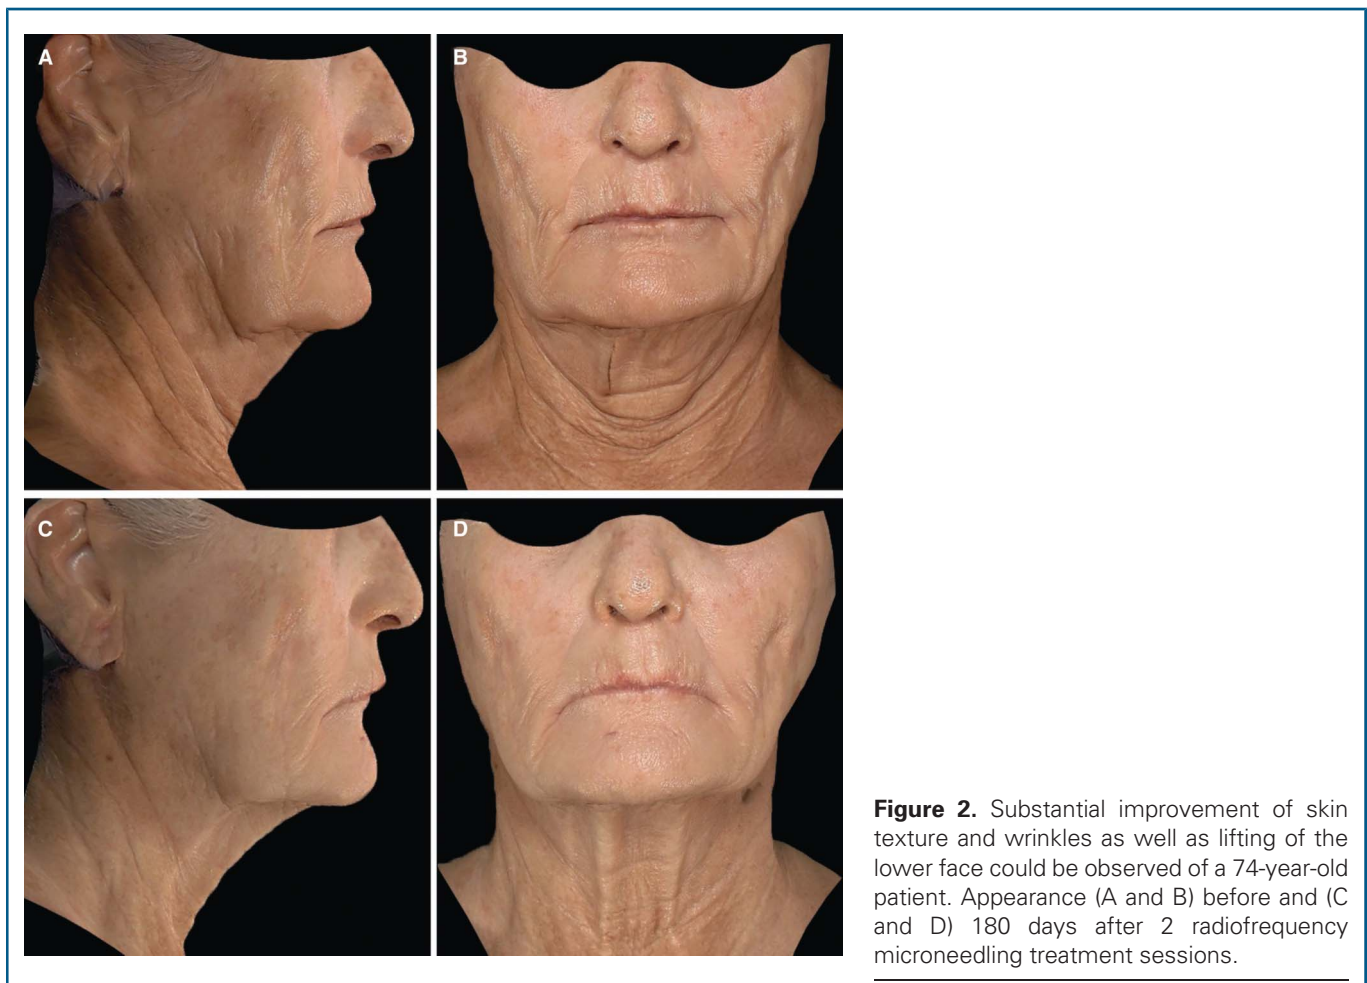 A
B
C
D
Figure 2. Substantial improvement of skin
texture and wrinkles as well as lifting of the
lower face could be observed of a 74-year-old
patient. Appearance (A and B) before and (C
and D) 180 days after 2 radiofrequency
microneedling treatment sessions.